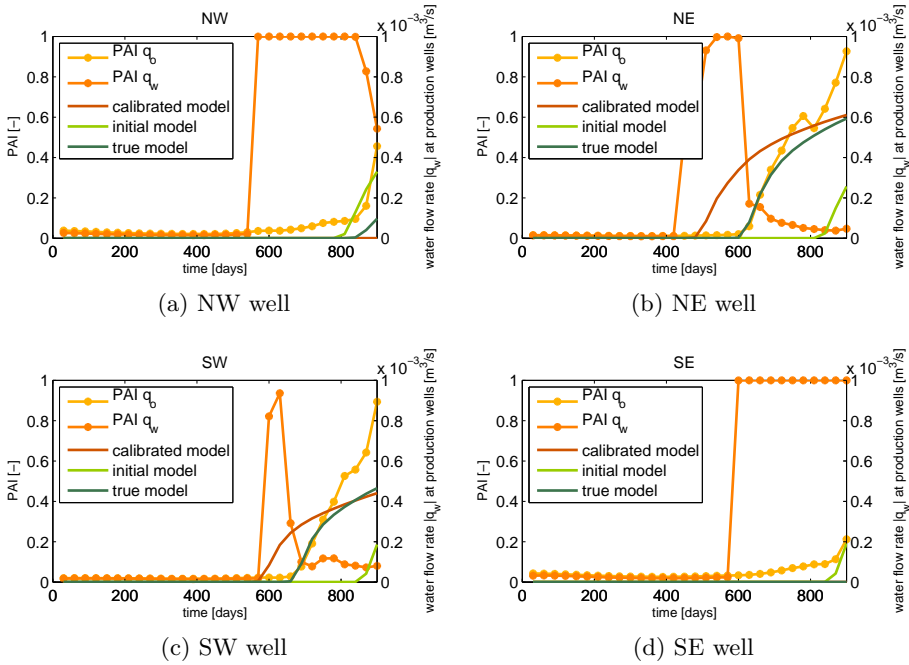 NW
x 10⁻³
1
0.8
0.6
0.4
0.2
0
PAI [−]
PAI q_o
PAI q_w
calibrated model
initial model
true model
0 200 400 600 800
time [days]
1
0.8
0.6
0.4
0.2
0
water flow rate |q_w| at production wells [m³/s]
(a) NW well
NE
x 10⁻³
1
0.8
0.6
0.4
0.2
0
PAI [−]
PAI q_o
PAI q_w
calibrated model
initial model
true model
0 200 400 600 800
time [days]
1
0.8
0.6
0.4
0.2
0
water flow rate |q_w| at production wells [m³/s]
(b) NE well
SW
x 10⁻³
1
0.8
0.6
0.4
0.2
0
PAI [−]
PAI q_o
PAI q_w
calibrated model
initial model
true model
0 200 400 600 800
time [days]
1
0.8
0.6
0.4
0.2
0
water flow rate |q_w| at production wells [m³/s]
(c) SW well
SE
x 10⁻³
1
0.8
0.6
0.4
0.2
0
PAI [−]
PAI q_o
PAI q_w
calibrated model
initial model
true model
0 200 400 600 800
time [days]
1
0.8
0.6
0.4
0.2
0
water flow rate |q_w| at production wells [m³/s]
(d) SE well